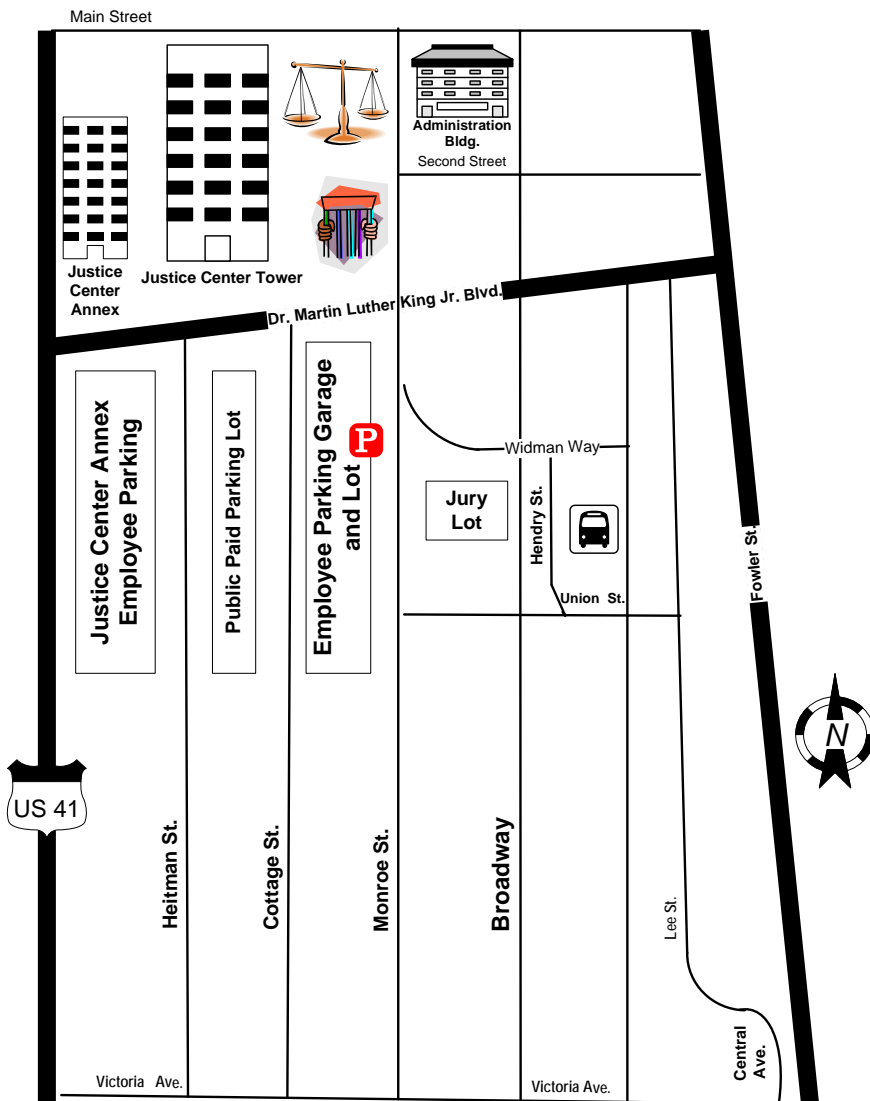 Main Street
Administration
Bldg.
Second Street
Justice
Center
Annex
Justice Center Tower
Dr. Martin Luther King Jr. Blvd.
Justice Center Annex
Employee Parking
Public Paid Parking Lot
Employee Parking Garage
and Lot
P
Widman Way
Jury
Lot
Hendry St.
Union St.
Fowler St.
N
US 41
Heitman St.
Cottage St.
Monroe St.
Broadway
Lee St.
Central
Ave.
Victoria Ave.
Victoria Ave.